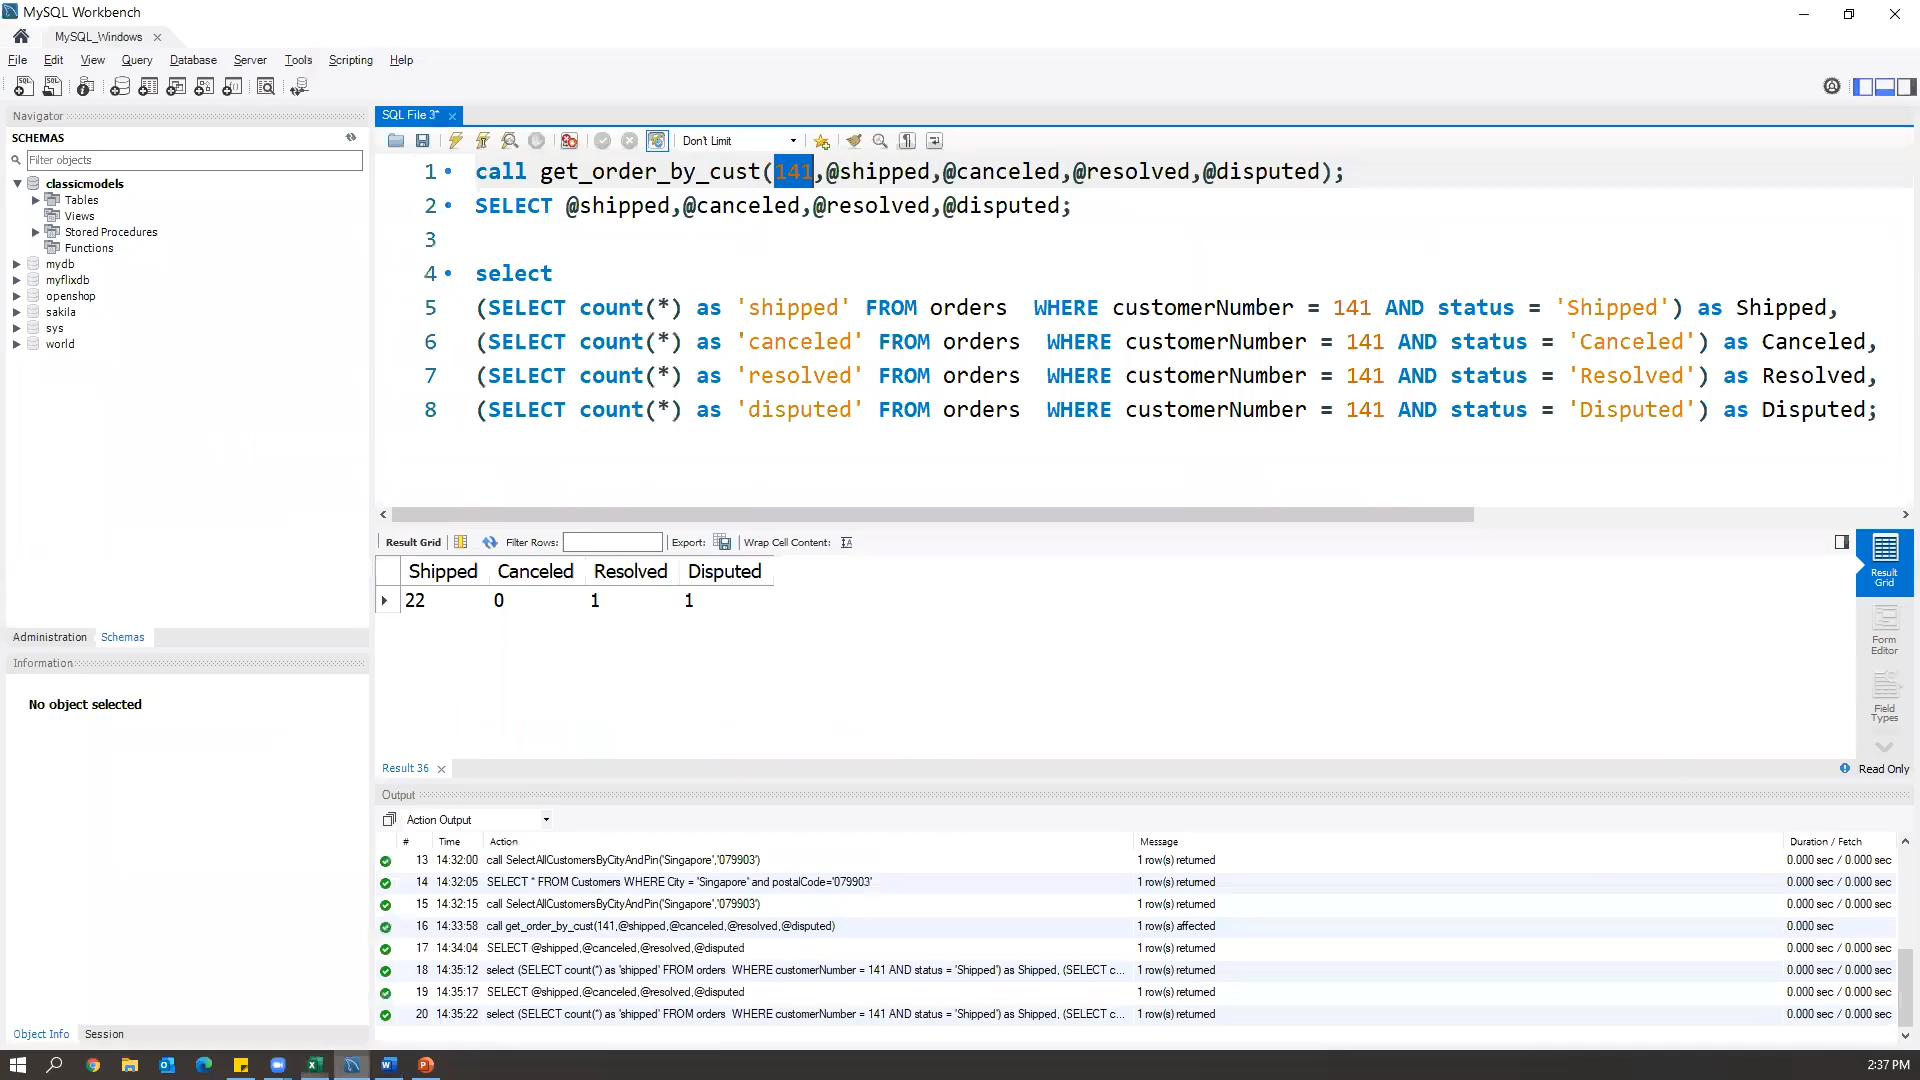 MySQL Workbench
MySQL_Windows
File Edit View Query Database Server Tools Scripting Help
Navigator
SCHEMAS
Filter objects
classicmodels
Tables
Views
Stored Procedures
Functions
mydb
myflixdb
openshop
sakila
sys
world
Administration Schemas
Information
No object selected
Object Info Session
SQL File 3*
Don't Limit
1 call get_order_by_cust(141,@shipped,@canceled,@resolved,@disputed);
2 SELECT @shipped,@canceled,@resolved,@disputed;
3
4 select
5 (SELECT count(*) as 'shipped' FROM orders  WHERE customerNumber = 141 AND status = 'Shipped') as Shipped,
6 (SELECT count(*) as 'canceled' FROM orders  WHERE customerNumber = 141 AND status = 'Canceled') as Canceled,
7 (SELECT count(*) as 'resolved' FROM orders  WHERE customerNumber = 141 AND status = 'Resolved') as Resolved,
8 (SELECT count(*) as 'disputed' FROM orders  WHERE customerNumber = 141 AND status = 'Disputed') as Disputed;
Result Grid Filter Rows: Export: Wrap Cell Content:
Shipped Canceled Resolved Disputed
22 0 1 1
Result Grid
Form Editor
Field Types
Result 36
Read Only
Output
Action Output
# Time Action Message Duration / Fetch
13 14:32:00 call SelectAllCustomersByCityAndPin('Singapore','079903') 1 row(s) returned 0.000 sec / 0.000 sec
14 14:32:05 SELECT * FROM Customers WHERE City = 'Singapore' and postalCode='079903' 1 row(s) returned 0.000 sec / 0.000 sec
15 14:32:15 call SelectAllCustomersByCityAndPin('Singapore','079903') 1 row(s) returned 0.000 sec / 0.000 sec
16 14:33:58 call get_order_by_cust(141,@shipped,@canceled,@resolved,@disputed) 1 row(s) affected 0.000 sec
17 14:34:04 SELECT @shipped,@canceled,@resolved,@disputed 1 row(s) returned 0.000 sec / 0.000 sec
18 14:35:12 select (SELECT count(*) as 'shipped' FROM orders  WHERE customerNumber = 141 AND status = 'Shipped') as Shipped, (SELECT c... 1 row(s) returned 0.000 sec / 0.000 sec
19 14:35:17 SELECT @shipped,@canceled,@resolved,@disputed 1 row(s) returned 0.000 sec / 0.000 sec
20 14:35:22 select (SELECT count(*) as 'shipped' FROM orders  WHERE customerNumber = 141 AND status = 'Shipped') as Shipped, (SELECT c... 1 row(s) returned 0.000 sec / 0.000 sec
2:37 PM